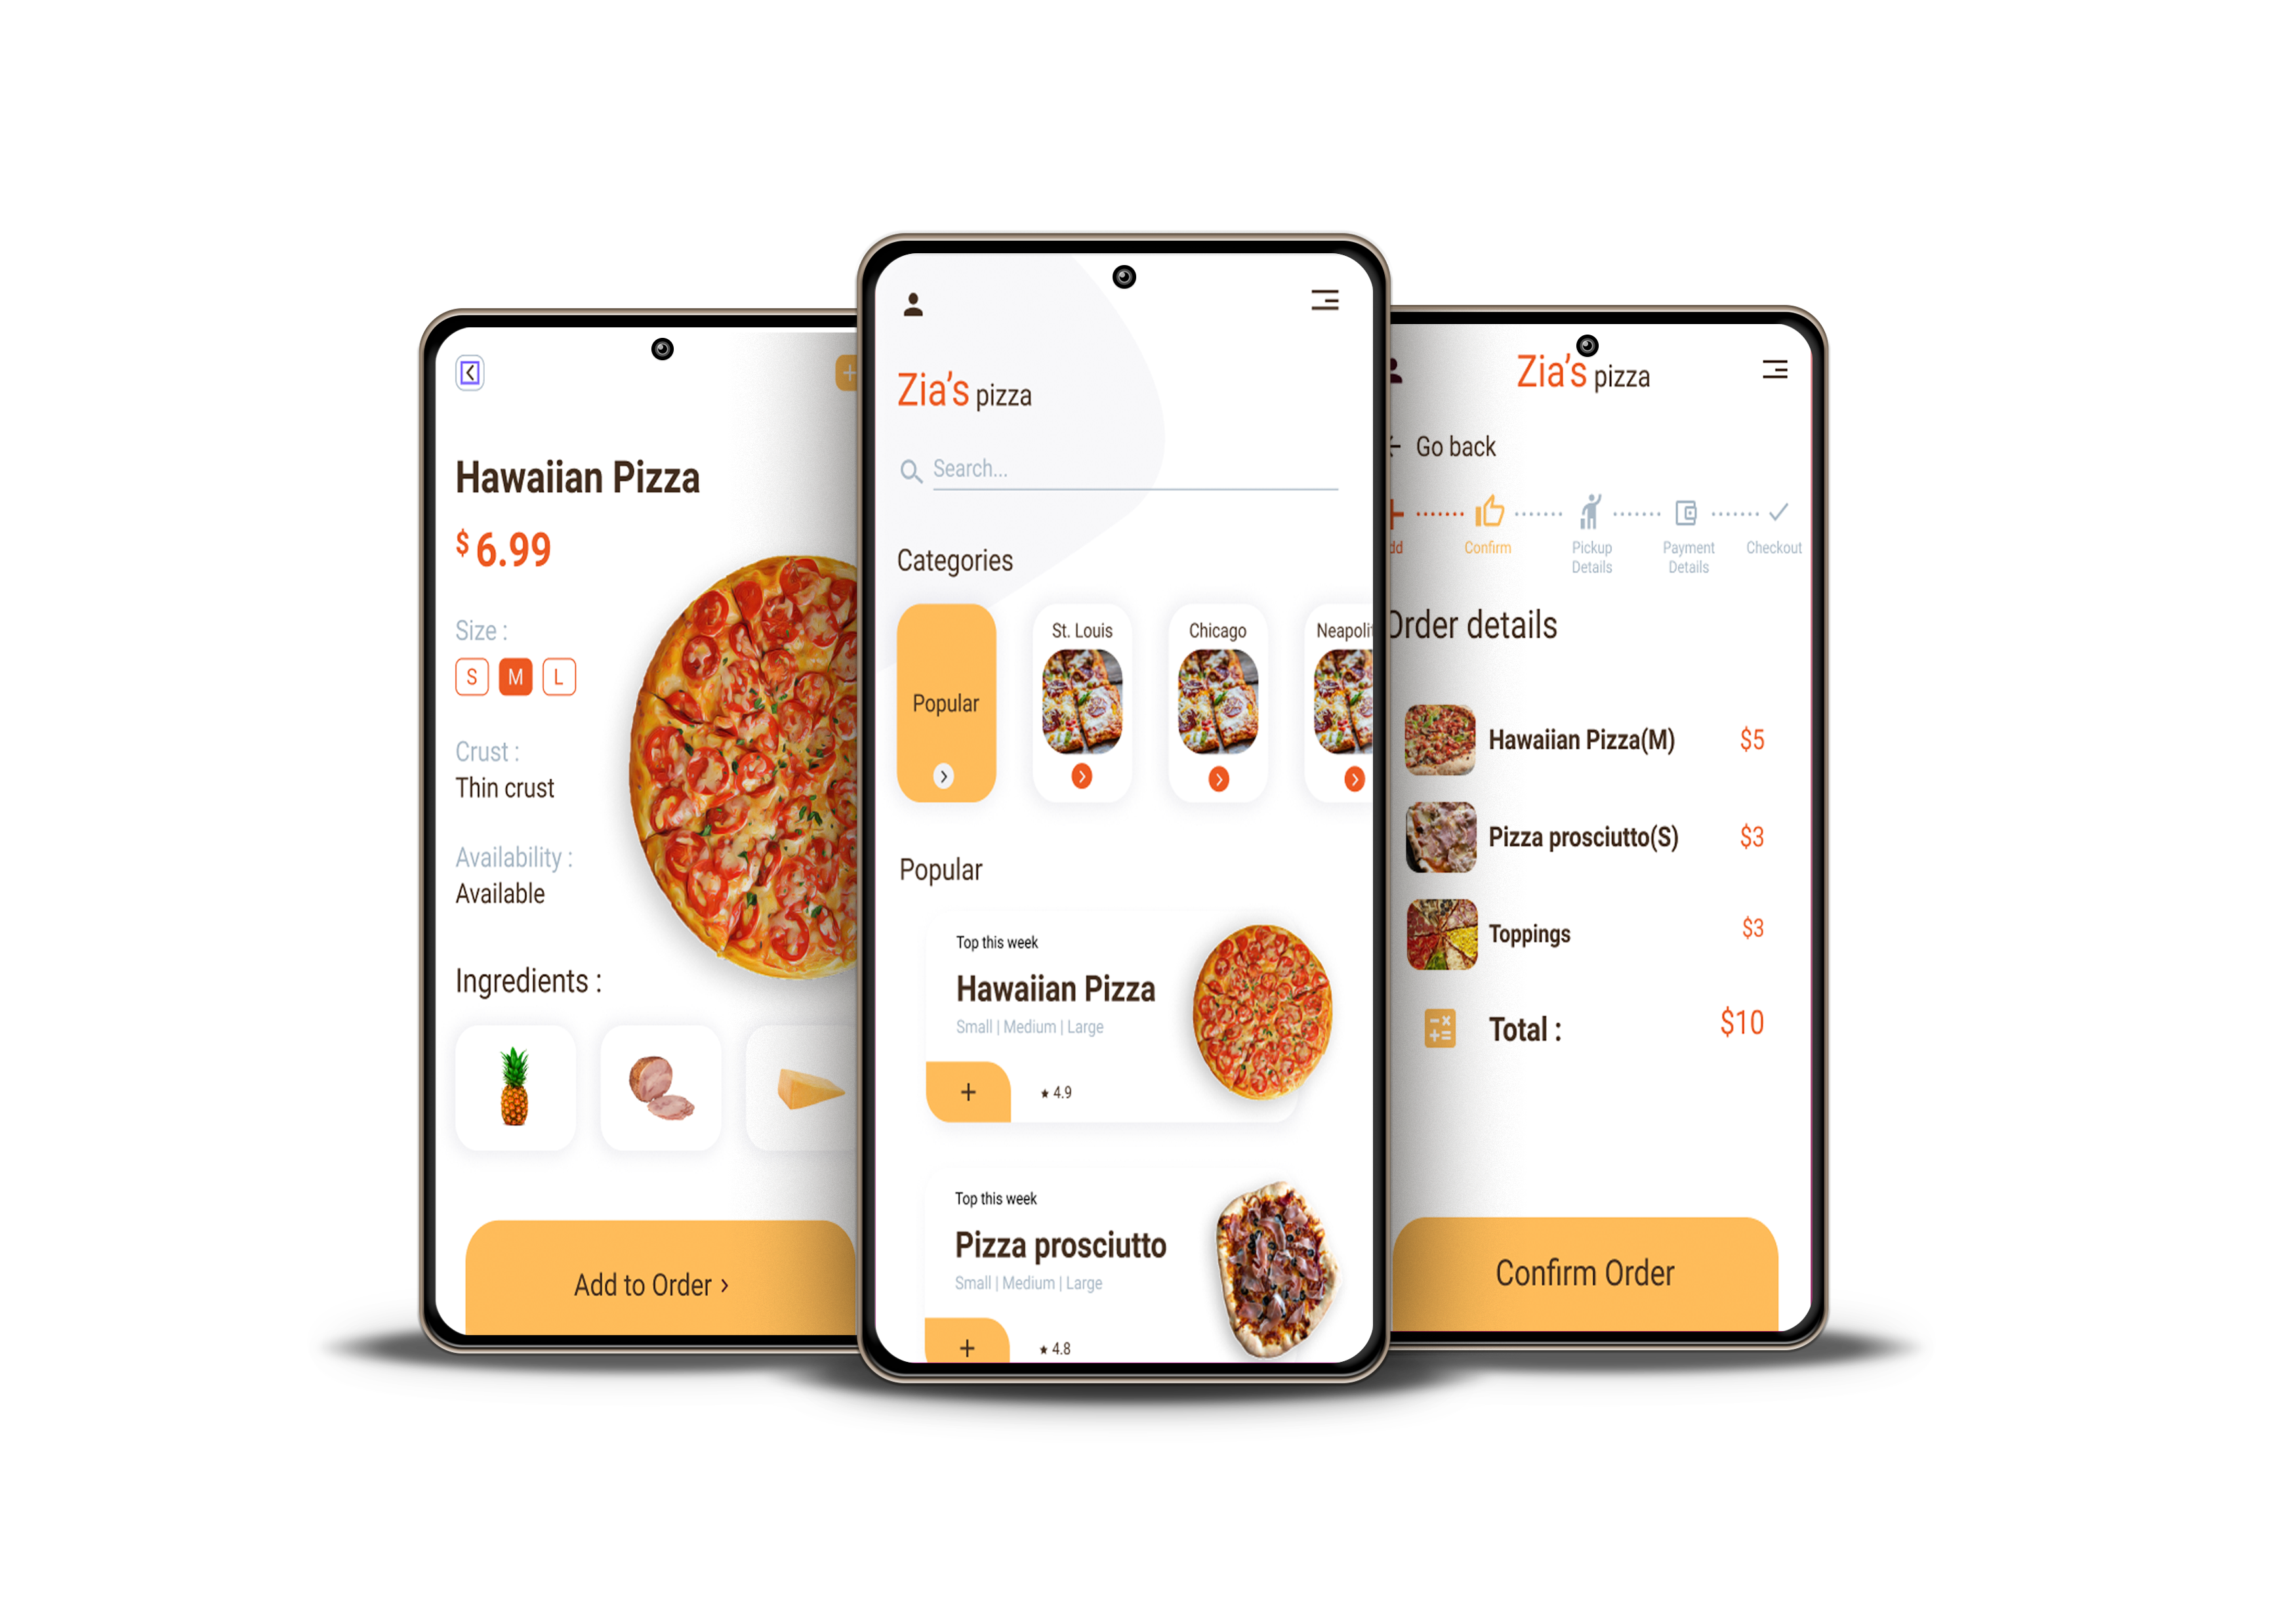 Hawaiian Pizza
$ 6.99
Size :
S M L
Crust :
Thin crust
Availability :
Available
Ingredients :
Add to Order ›
Zia's pizza
Search...
Categories
Popular
St. Louis
Chicago
Neapolit
Popular
Top this week
Hawaiian Pizza
Small | Medium | Large
+ ★ 4.9
Top this week
Pizza prosciutto
Small | Medium | Large
+ ★ 4.8
Zia's pizza
Go back
dd Confirm Pickup Details Payment Details Checkout
Order details
Hawaiian Pizza(M) $5
Pizza prosciutto(S) $3
Toppings $3
Total : $10
Confirm Order